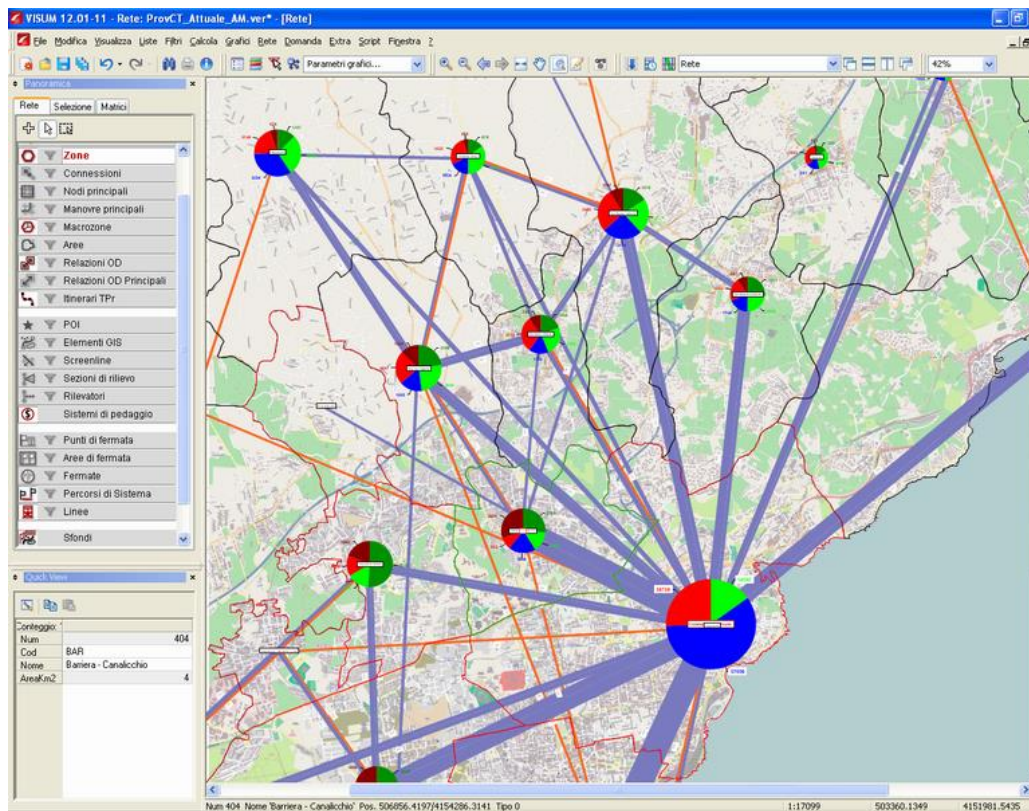 VISUM 12.01-11 - Rete: ProvCT_Attuale_AM.ver* - [Rete]
File Modifica Visualizza Liste Filtri Calcola Grafici Rete Domanda Extra Script Finestra ?
Parametri grafici... Rete 42%
Panoramica
Rete Selezione Matrici
Zone
Connessioni
Nodi principali
Manovre principali
Macrozone
Aree
Relazioni OD
Relazioni OD Principali
Itinerari TPr
POI
Elementi GIS
Screenline
Sezioni di rilievo
Rilevatori
Sistemi di pedaggio
Punti di fermata
Aree di fermata
Fermate
Percorsi di Sistema
Linee
Sfondi
Quick View
Conteggio:
Num 404
Cod BAR
Nome Barriera - Canalicchio
AreaKm2 4
Num 404 Nome 'Barriera - Canalicchio' Pos. 506856.4197/4154286.3141 Tipo 0 1:17099 503360.1349 4151981.5435